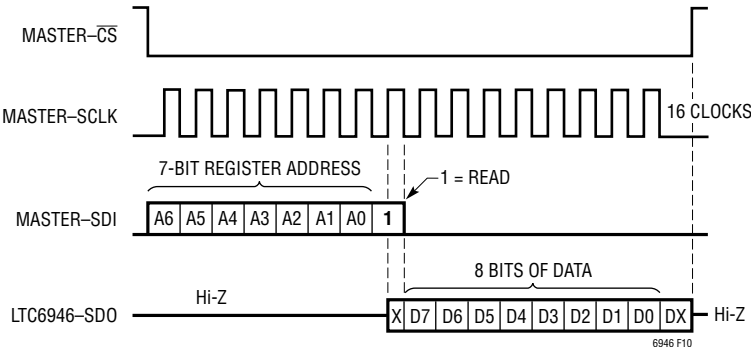 MASTER–CS
MASTER–SCLK
16 CLOCKS
7-BIT REGISTER ADDRESS
1 = READ
MASTER–SDI
A6 A5 A4 A3 A2 A1 A0 1
8 BITS OF DATA
Hi-Z
LTC6946–SDO
X D7 D6 D5 D4 D3 D2 D1 D0 DX
Hi-Z
6946 F10